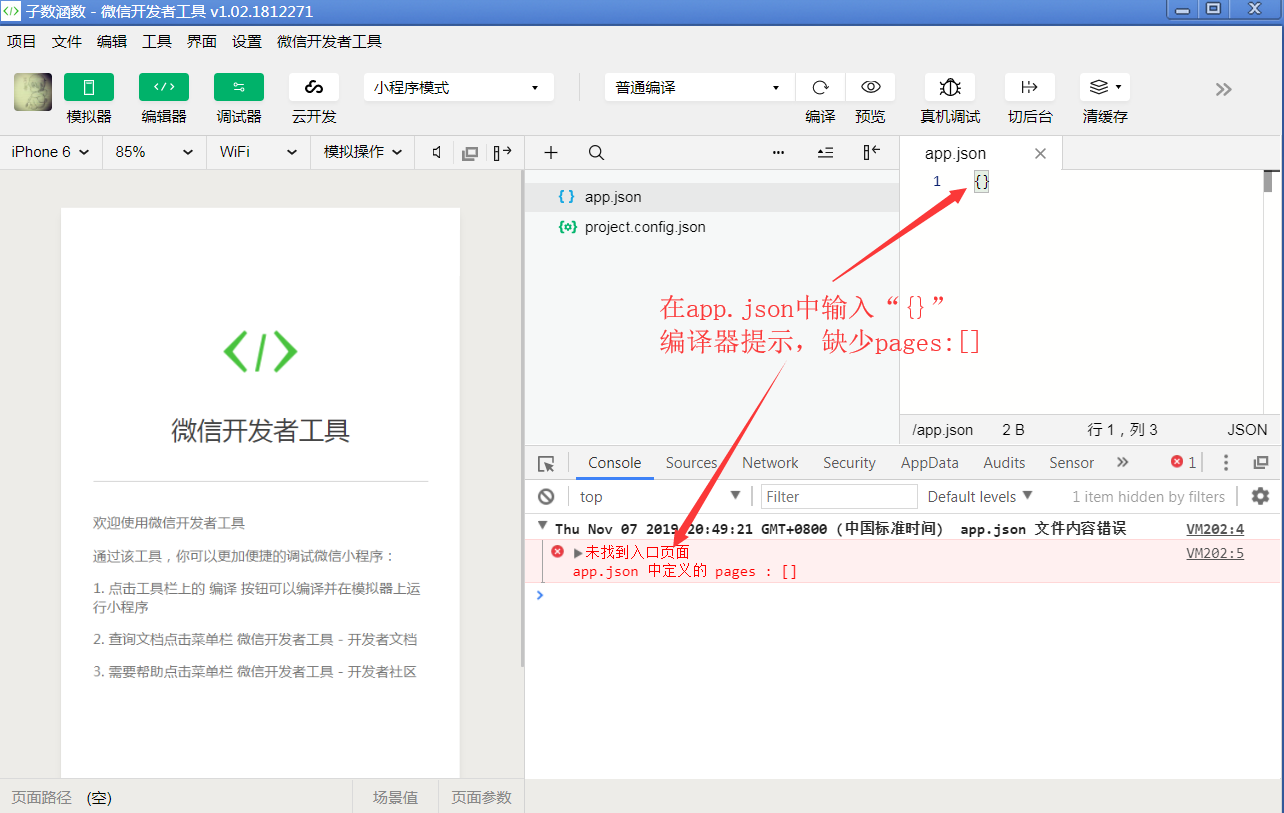 子数涵数 - 微信开发者工具 v1.02.1812271
项目 文件 编辑 工具 界面 设置 微信开发者工具
模拟器 编辑器 调试器 云开发
小程序模式
普通编译
编译 预览 真机调试 切后台 清缓存
iPhone 6 85% WiFi 模拟操作
app.json
app.json
project.config.json
1 {}
在app.json中输入“{}”
编译器提示，缺少pages:[]
</>
微信开发者工具
欢迎使用微信开发者工具
通过该工具，你可以更加便捷的调试微信小程序：
1. 点击工具栏上的 编译 按钮可以编译并在模拟器上运
行小程序
2. 查询文档点击菜单栏 微信开发者工具 - 开发者文档
3. 需要帮助点击菜单栏 微信开发者工具 - 开发者社区
/app.json 2 B 行 1，列 3 JSON
Console Sources Network Security AppData Audits Sensor 1
top Filter Default levels 1 item hidden by filters
Thu Nov 07 2019 20:49:21 GMT+0800 (中国标准时间) app.json 文件内容错误 VM202:4
未找到入口页面 VM202:5
app.json 中定义的 pages : []
页面路径 (空) 场景值 页面参数